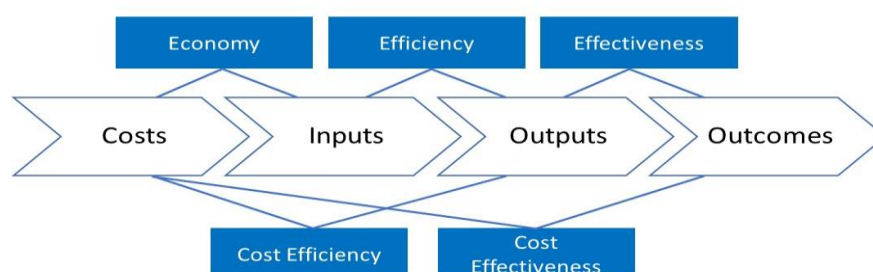 Economy
Efficiency
Effectiveness
Costs
Inputs
Outputs
Outcomes
Cost Efficiency
Cost
Effectiveness